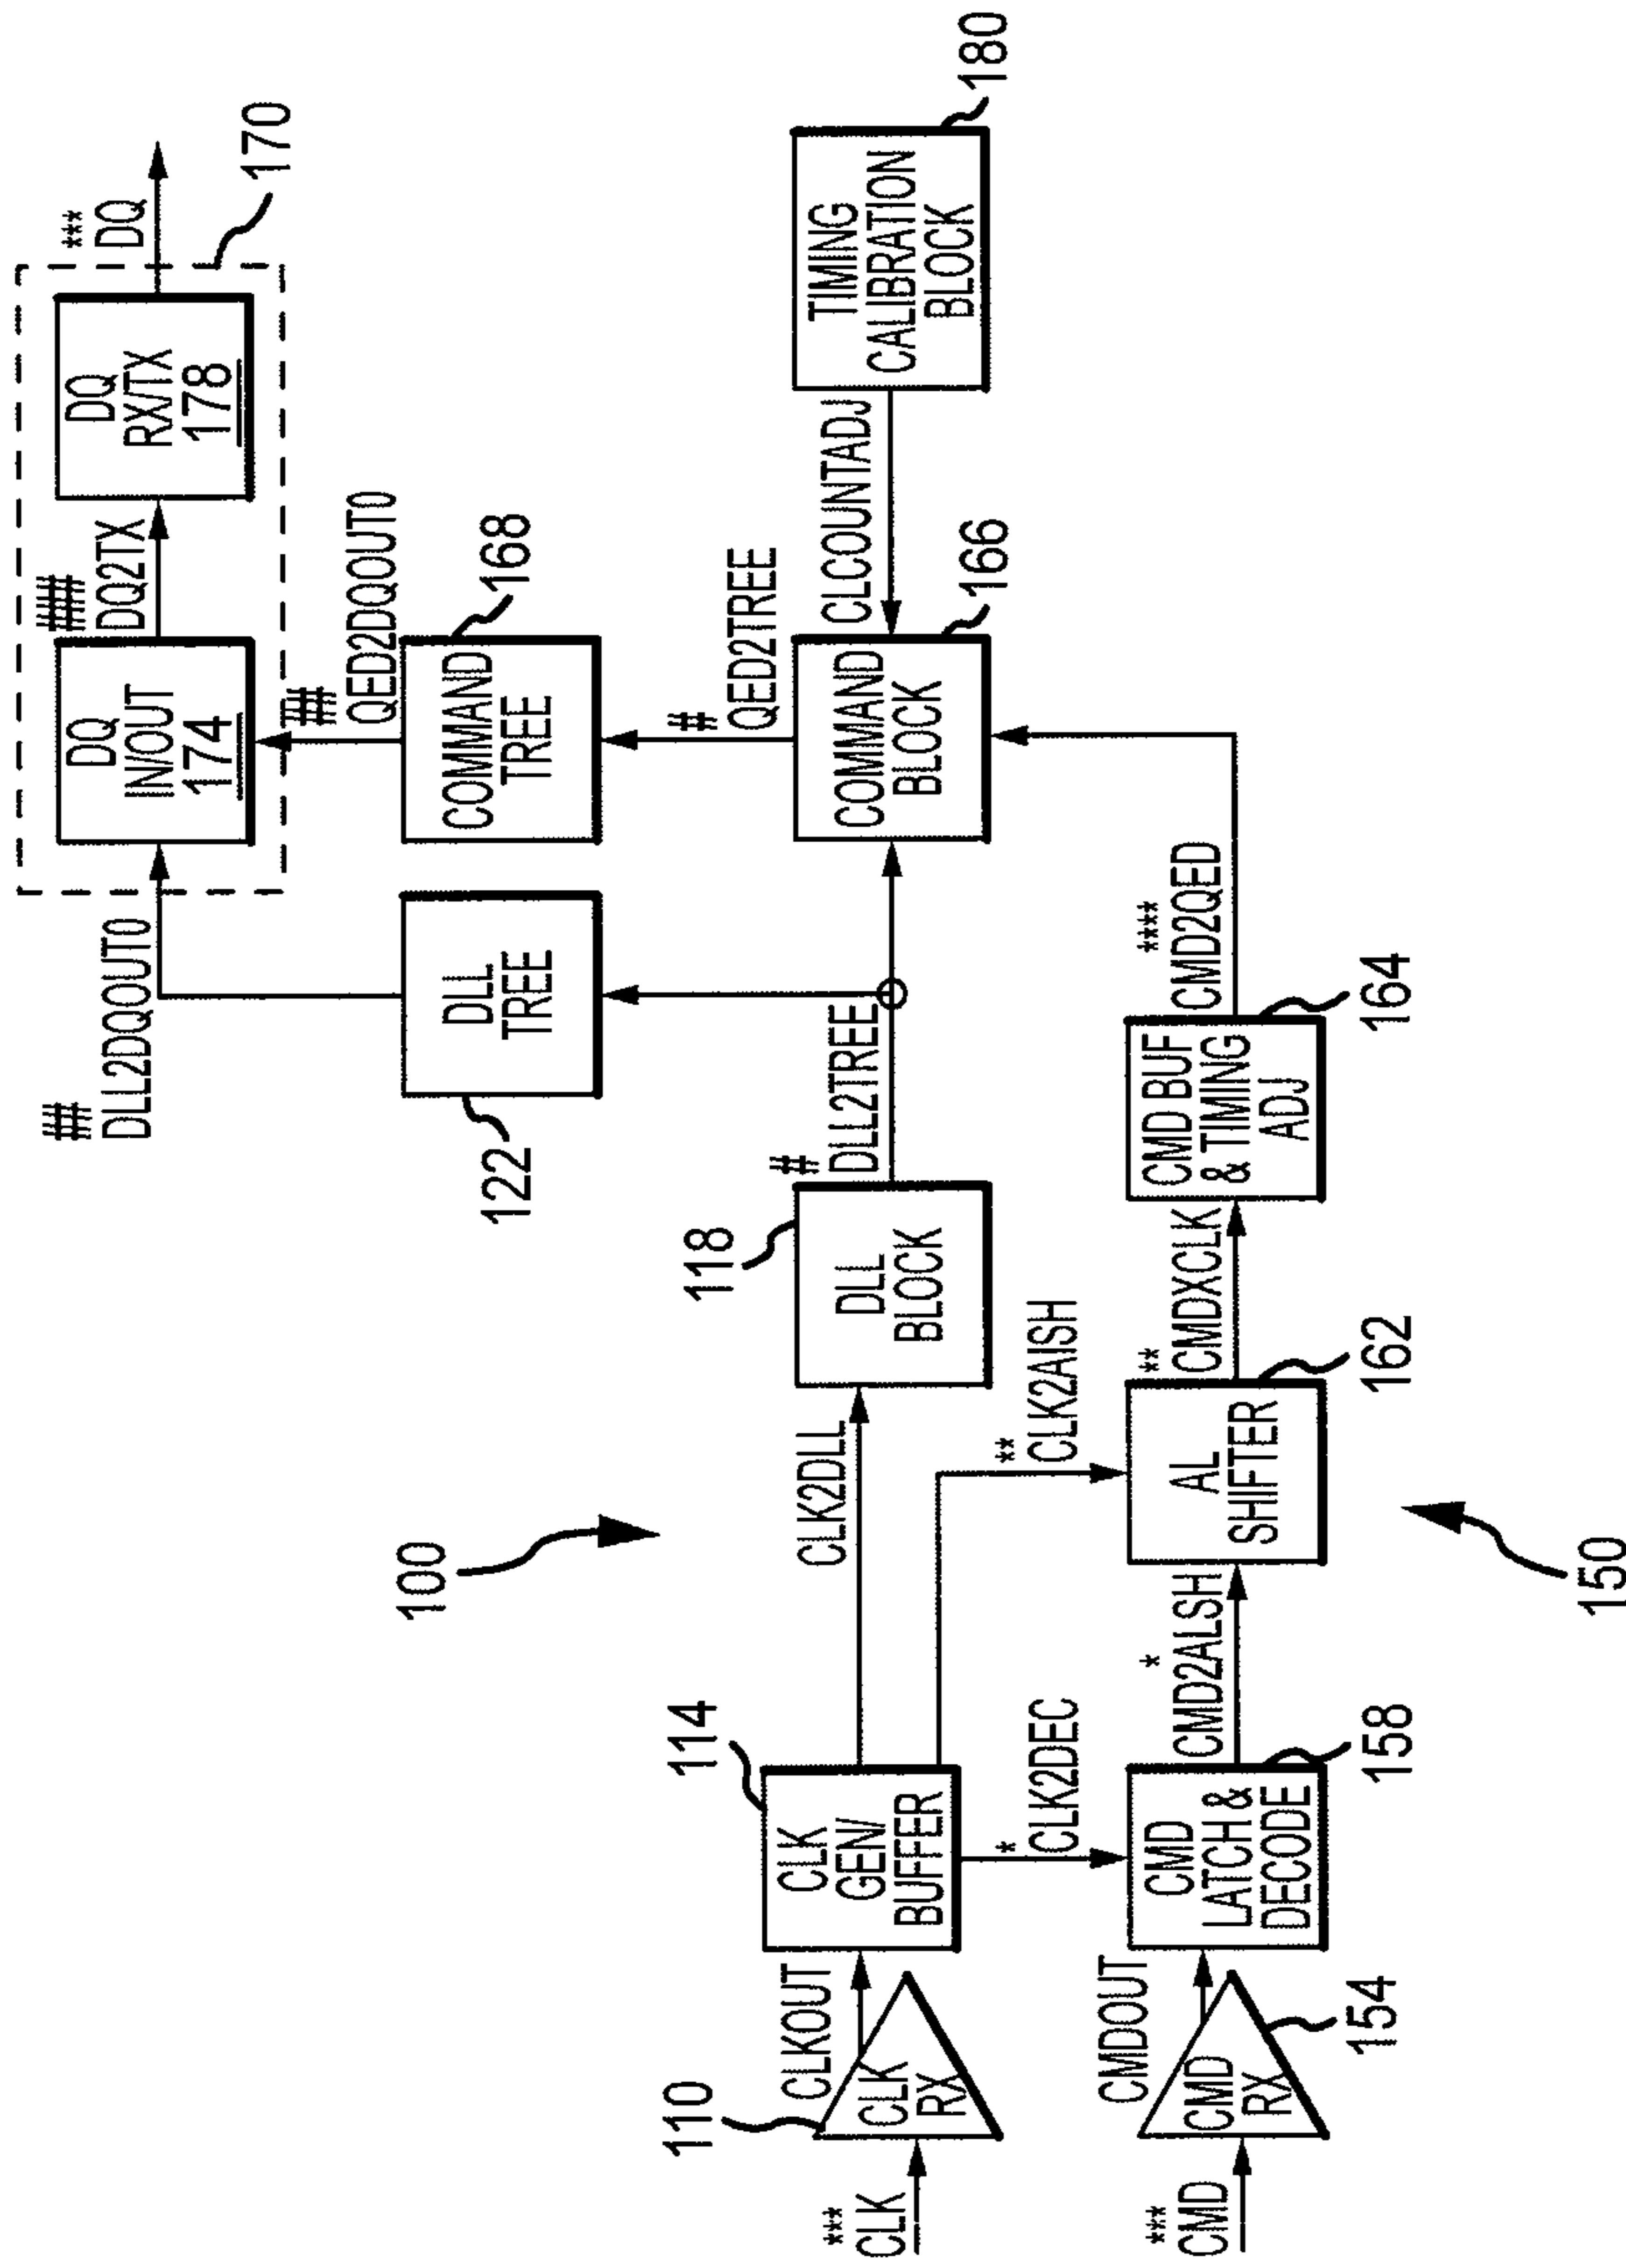 100
***
CLK
110
CLK
RX
CLKOUT
114
CLK
GEN/
BUFFER
CLK2DLL
118
DLL
BLOCK
#
DLL2TREE
122
DLL
TREE
##
DLL2DQOUT0
*
CLK2DEC
**
CLK2AISH
***
CMD
CMD
RX
154
CMDOUT
CMD
LATCH &
DECODE
158
*
CMD2ALSH
AL
SHIFTER
162
**
CMDXCLK
CMD BUF
& TIMING
ADJ
164
****
CMD2QED
150
COMMAND
BLOCK
166
#
QED2TREE
COMMAND
TREE
168
##
QED2DQOUT0
CLCOUNTADJ
TIMING
CALIBRATION
BLOCK
180
DQ
IN/OUT
174
###
DQ2TX
DQ
RX/TX
178
***
DQ
170